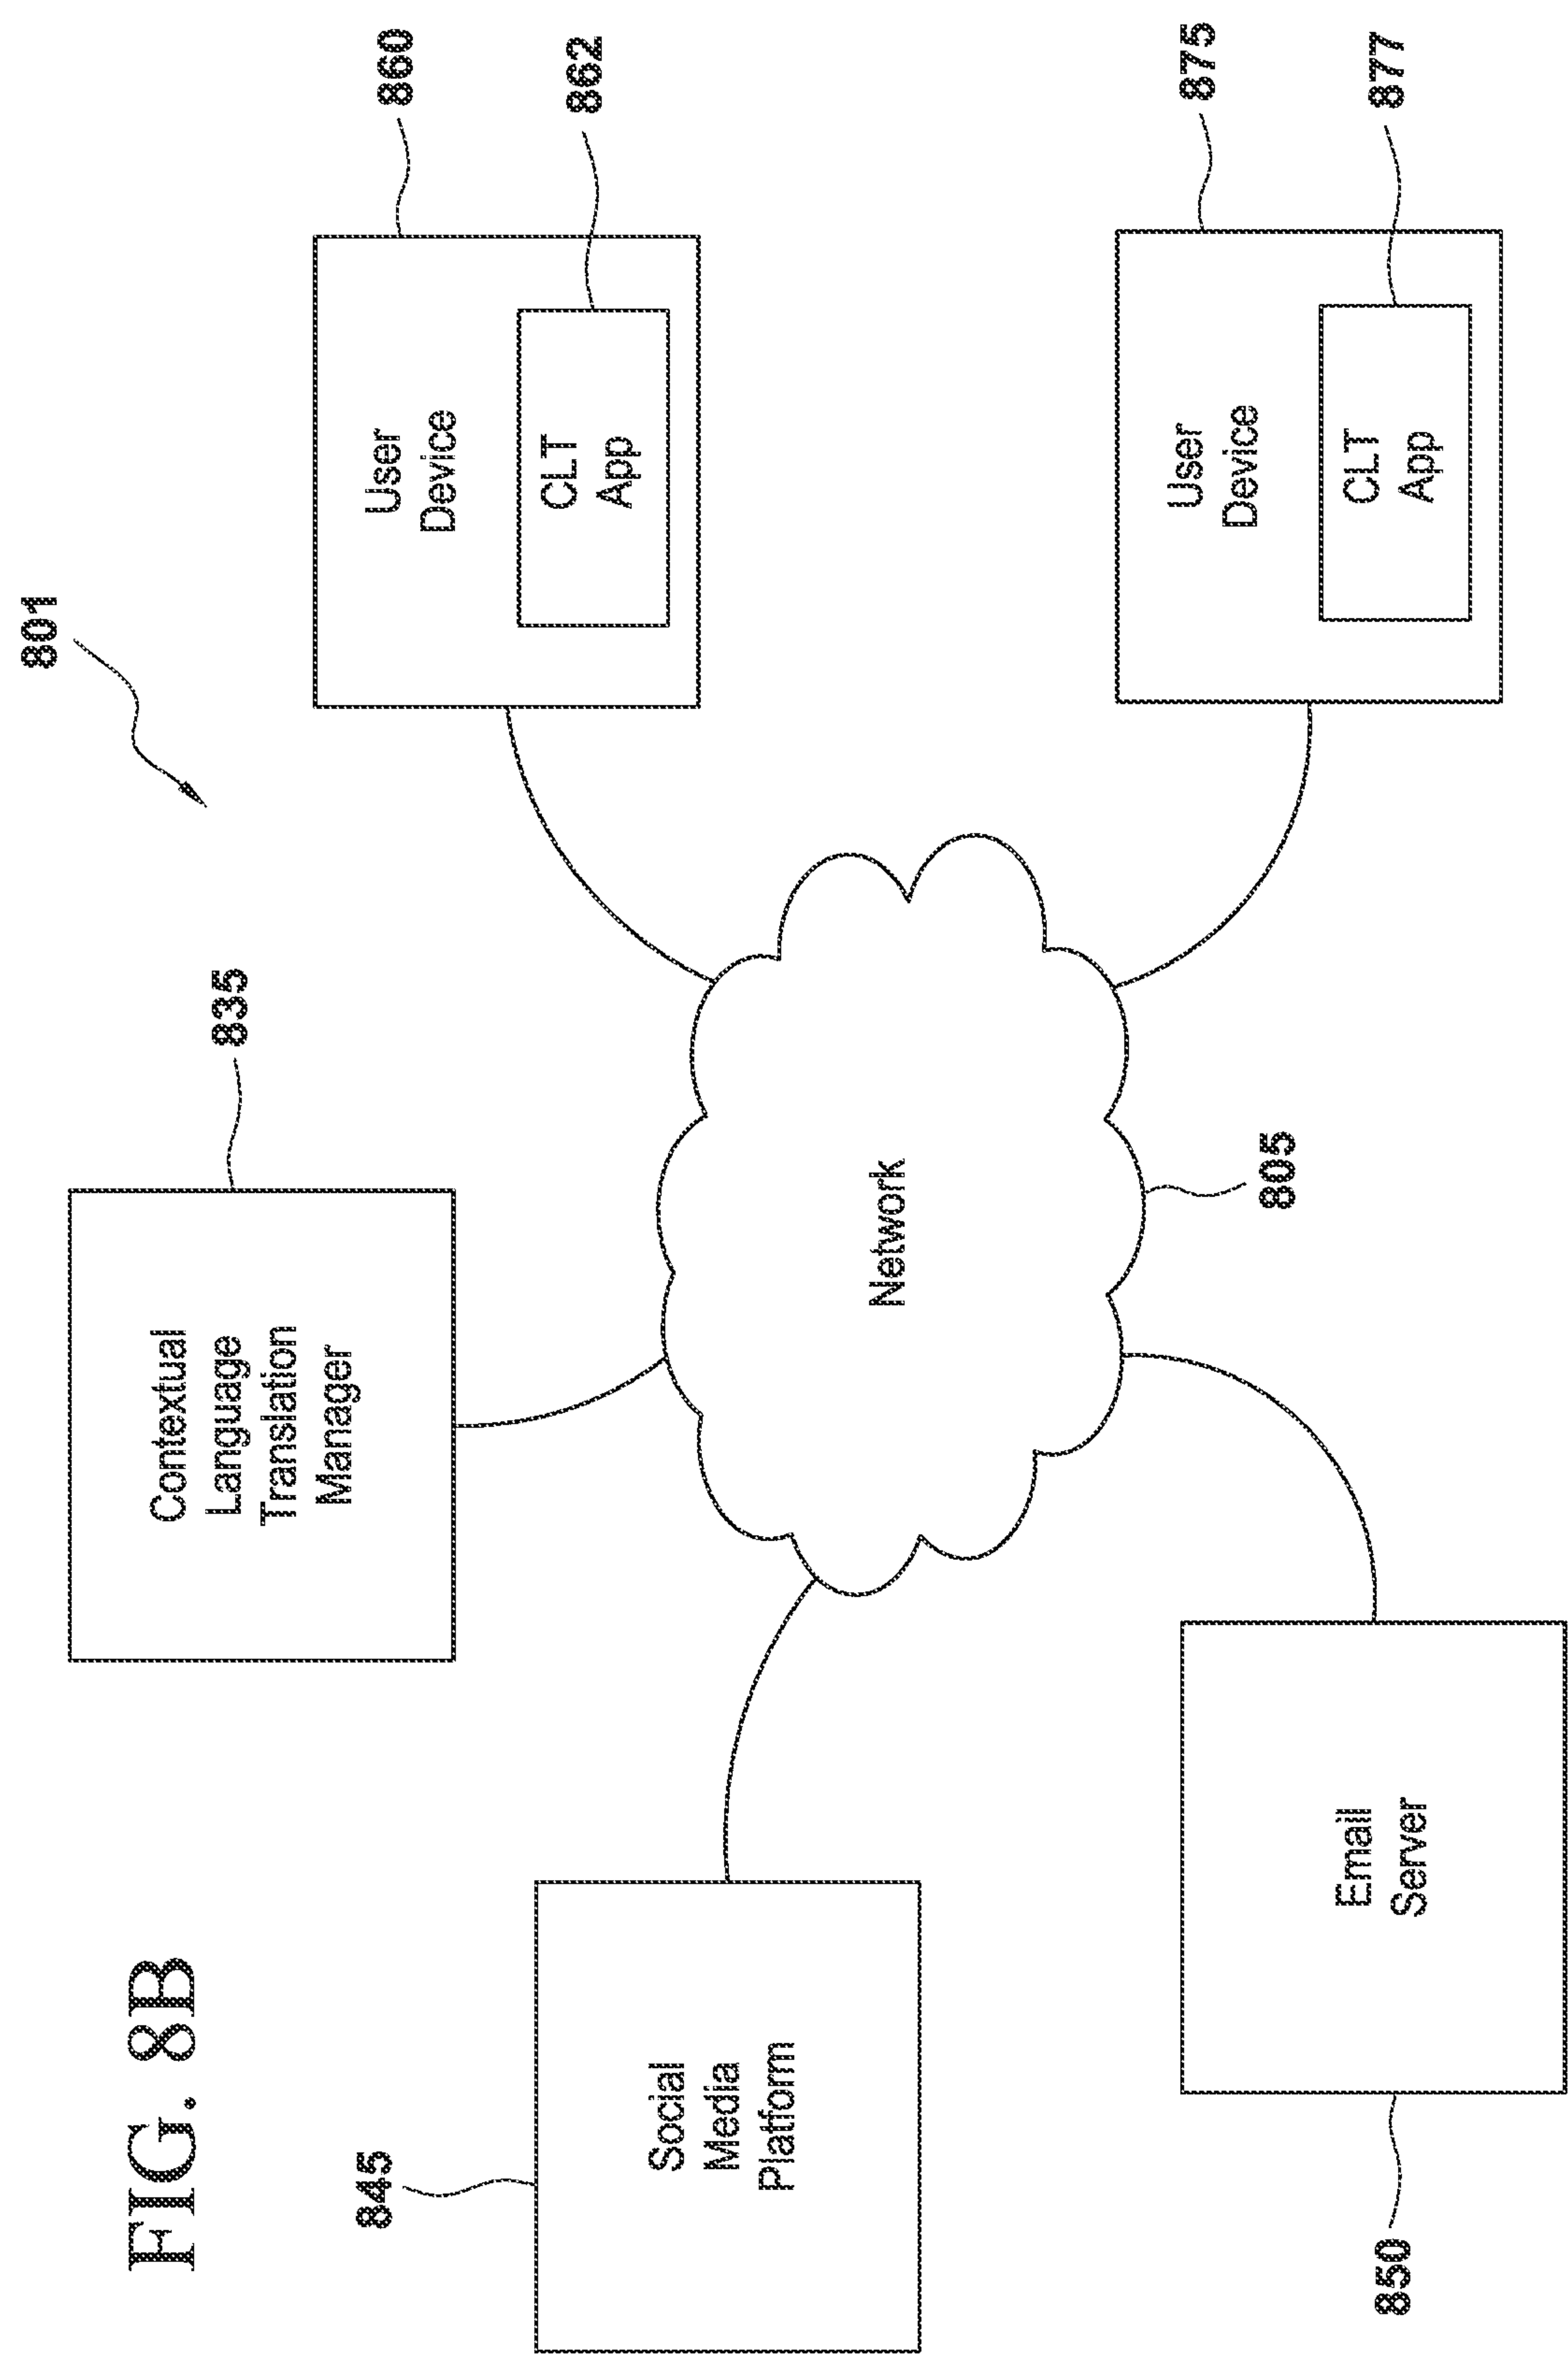 FIG. 8B
801
835
Contextual
Language
Translation
Manager
860
User
Device
862
CLT
App
845
Social
Media
Platform
Network
805
875
User
Device
877
CLT
App
850
Email
Server